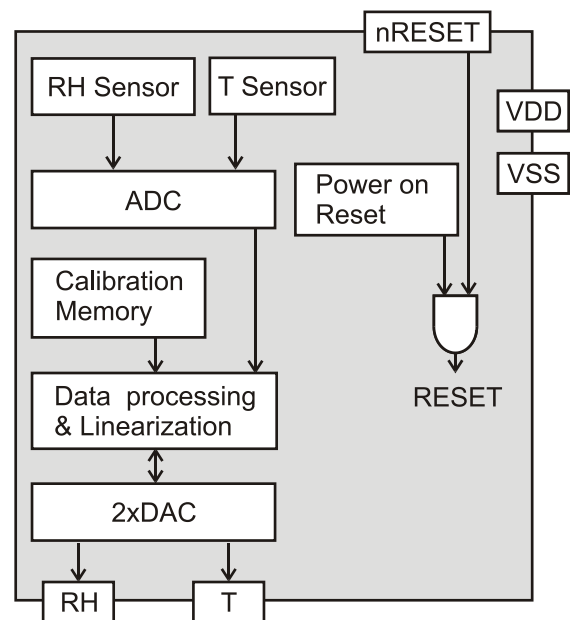 nRESET
RH Sensor
T Sensor
VDD
VSS
ADC
Power on
Reset
Calibration
Memory
Data processing
& Linearization
RESET
2xDAC
RH
T